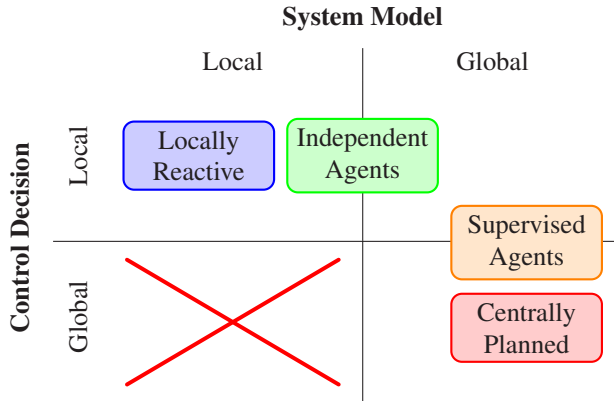 System Model
Local
Global
Control Decision
Local
Locally
Reactive
Independent
Agents
Supervised
Agents
Global
Centrally
Planned